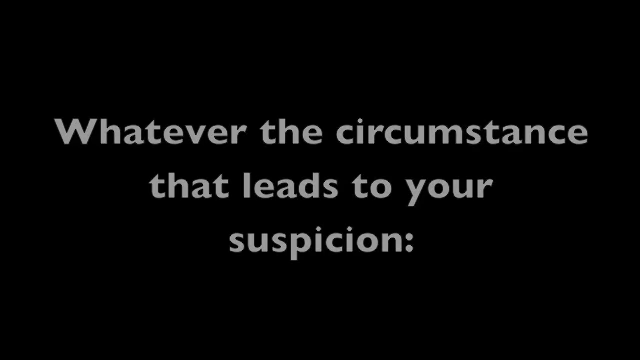 Whatever the circumstance
that leads to your
suspicion: